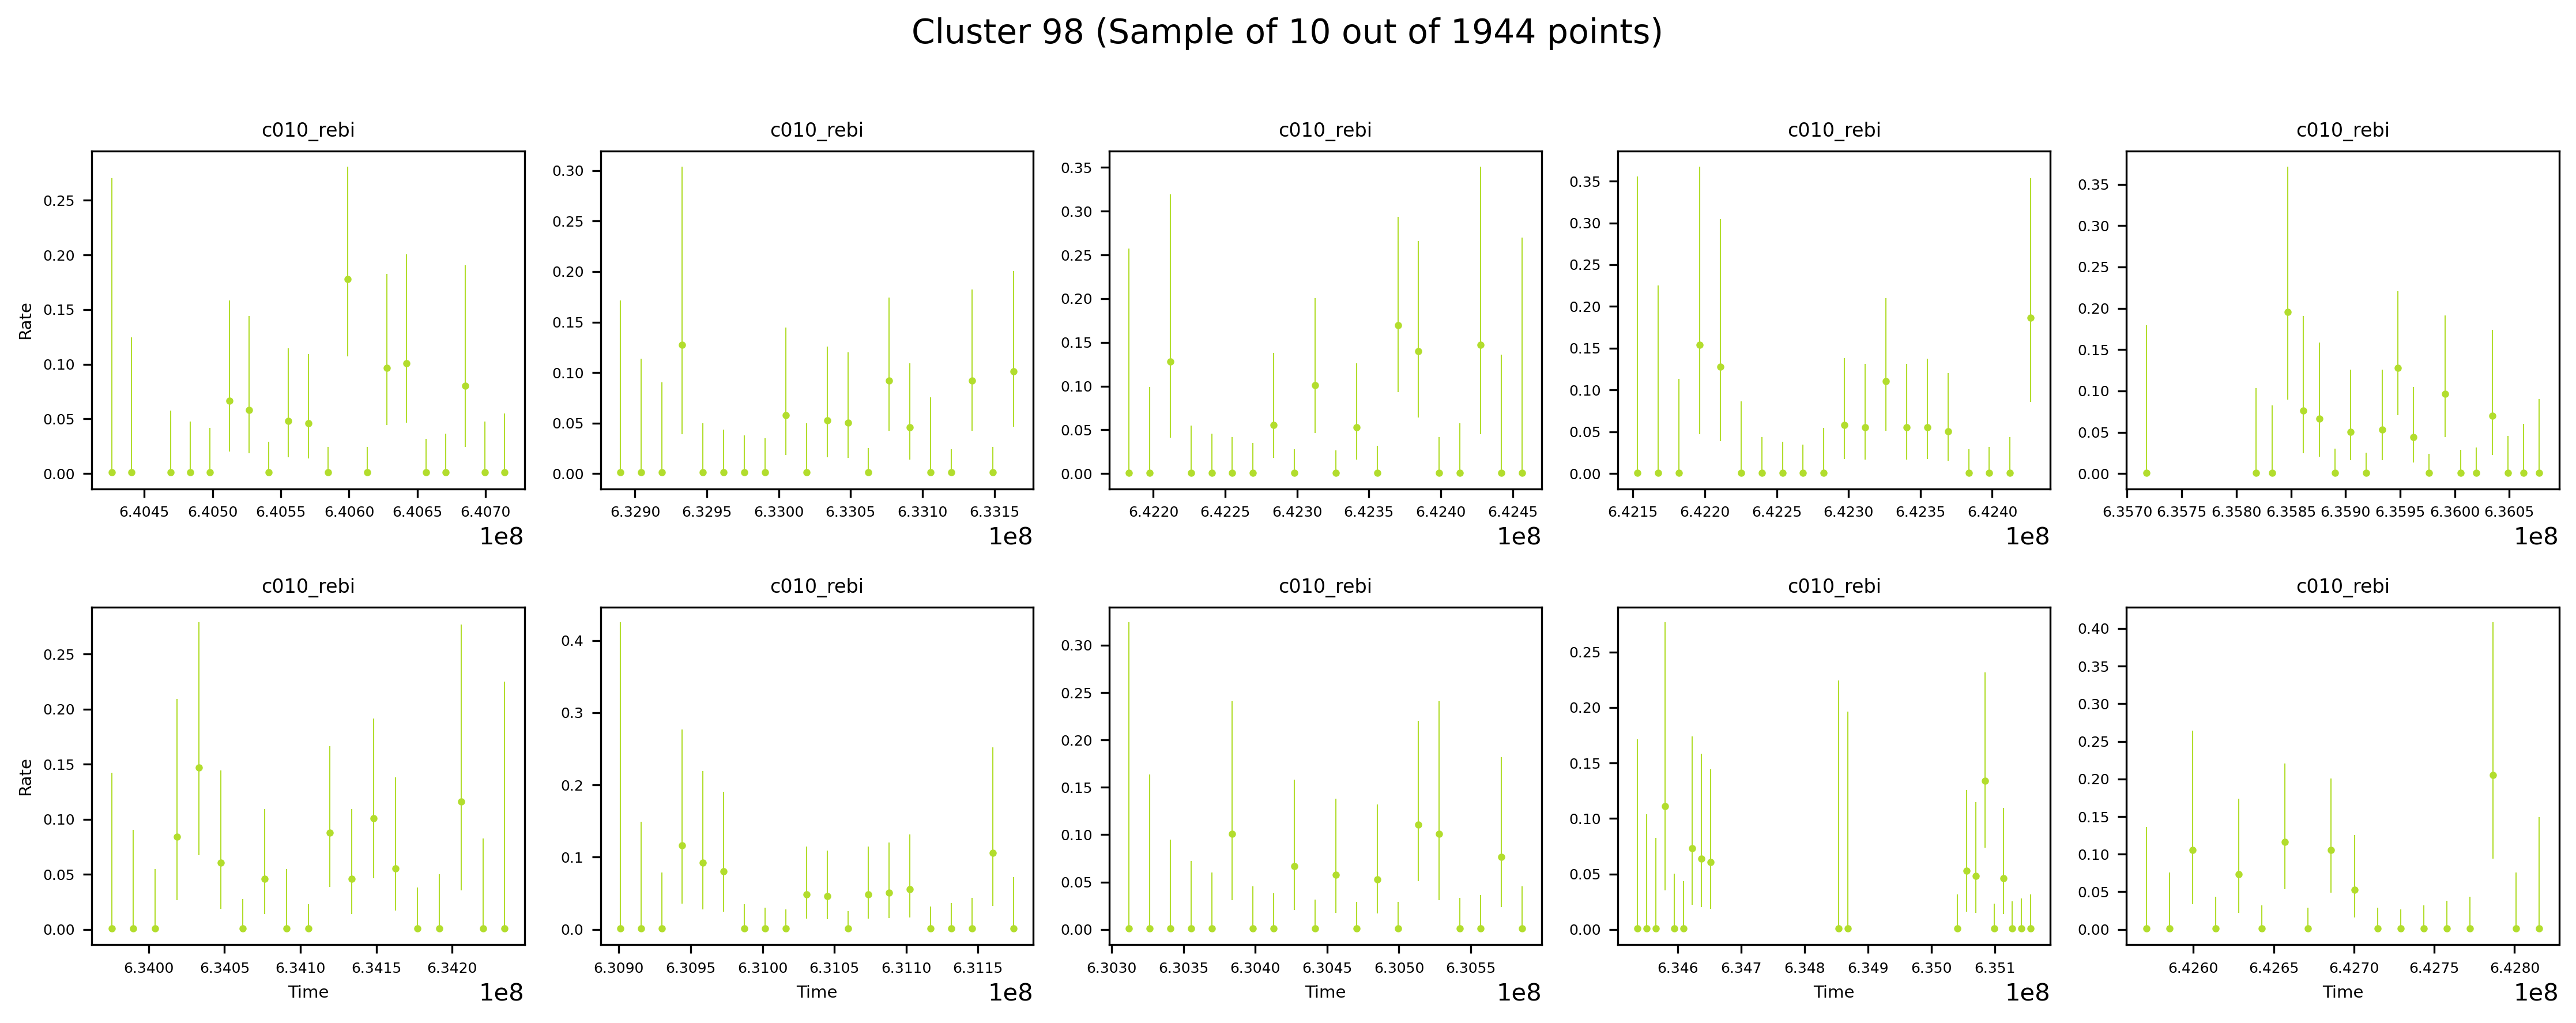 Cluster 98 (Sample of 10 out of 1944 points)
c010_rebi c010_rebi c010_rebi c010_rebi c010_rebi
Rate
0.25 0.20 0.15 0.10 0.05 0.00
6.4045 6.4050 6.4055 6.4060 6.4065 6.4070
1e8
0.30 0.25 0.20 0.15 0.10 0.05 0.00
6.3290 6.3295 6.3300 6.3305 6.3310 6.3315
1e8
0.35 0.30 0.25 0.20 0.15 0.10 0.05 0.00
6.4220 6.4225 6.4230 6.4235 6.4240 6.4245
1e8
0.35 0.30 0.25 0.20 0.15 0.10 0.05 0.00
6.4215 6.4220 6.4225 6.4230 6.4235 6.4240
1e8
0.35 0.30 0.25 0.20 0.15 0.10 0.05 0.00
6.3570 6.3575 6.3580 6.3585 6.3590 6.3595 6.3600 6.3605
1e8
c010_rebi c010_rebi c010_rebi c010_rebi c010_rebi
Rate
0.25 0.20 0.15 0.10 0.05 0.00
6.3400 6.3405 6.3410 6.3415 6.3420
Time
1e8
0.4 0.3 0.2 0.1 0.0
6.3090 6.3095 6.3100 6.3105 6.3110 6.3115
Time
1e8
0.30 0.25 0.20 0.15 0.10 0.05 0.00
6.3030 6.3035 6.3040 6.3045 6.3050 6.3055
Time
1e8
0.25 0.20 0.15 0.10 0.05 0.00
6.346 6.347 6.348 6.349 6.350 6.351
Time
1e8
0.40 0.35 0.30 0.25 0.20 0.15 0.10 0.05 0.00
6.4260 6.4265 6.4270 6.4275 6.4280
Time
1e8